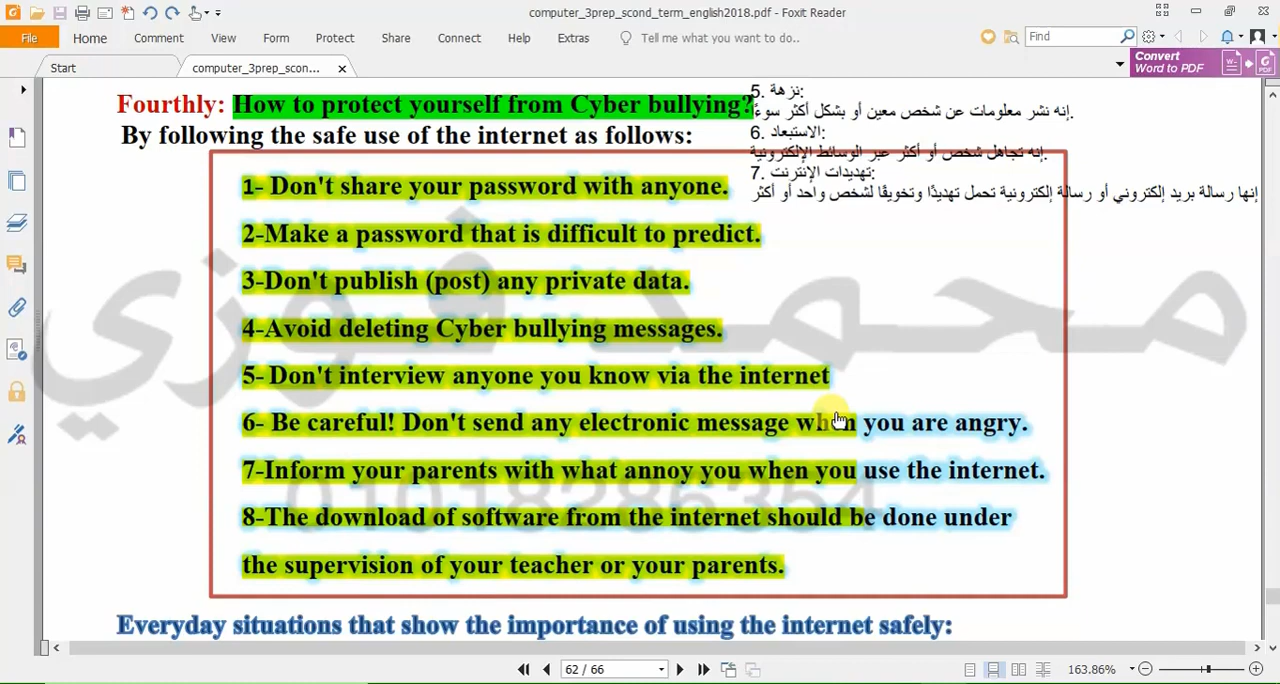 computer_3prep_scond_term_english2018.pdf - Foxit Reader
File Home Comment View Form Protect Share Connect Help Extras Tell me what you want to do.. Find
Start computer_3prep_scon... Convert
Word to PDF
Fourthly: How to protect yourself from Cyber bullying?
By following the safe use of the internet as follows:
5. نزهة:
إنه نشر معلومات عن شخص معين أو بشكل أكثر سوءًا.
6. الاستبعاد:
إنه تجاهل شخص أو أكثر عبر الوسائط الإلكترونية.
7. تهديدات الإنترنت:
إنها رسالة بريد إلكتروني أو رسالة إلكترونية تحمل تهديدًا وتخويفًا لشخص واحد أو أكثر
1- Don't share your password with anyone.
2-Make a password that is difficult to predict.
3-Don't publish (post) any private data.
4-Avoid deleting Cyber bullying messages.
5- Don't interview anyone you know via the internet
6- Be careful! Don't send any electronic message when you are angry.
7-Inform your parents with what annoy you when you use the internet.
8-The download of software from the internet should be done under
the supervision of your teacher or your parents.
محمد فوزي
01018286354
Everyday situations that show the importance of using the internet safely:
62 / 66 163.86%